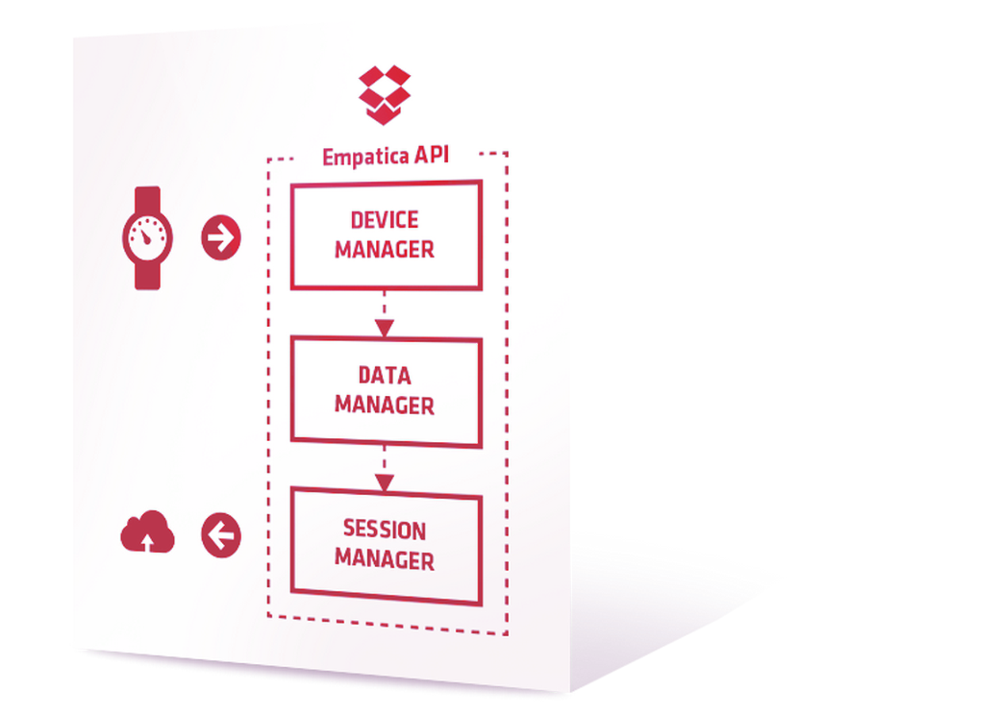 Empatica API
DEVICE
MANAGER
DATA
MANAGER
SESSION
MANAGER